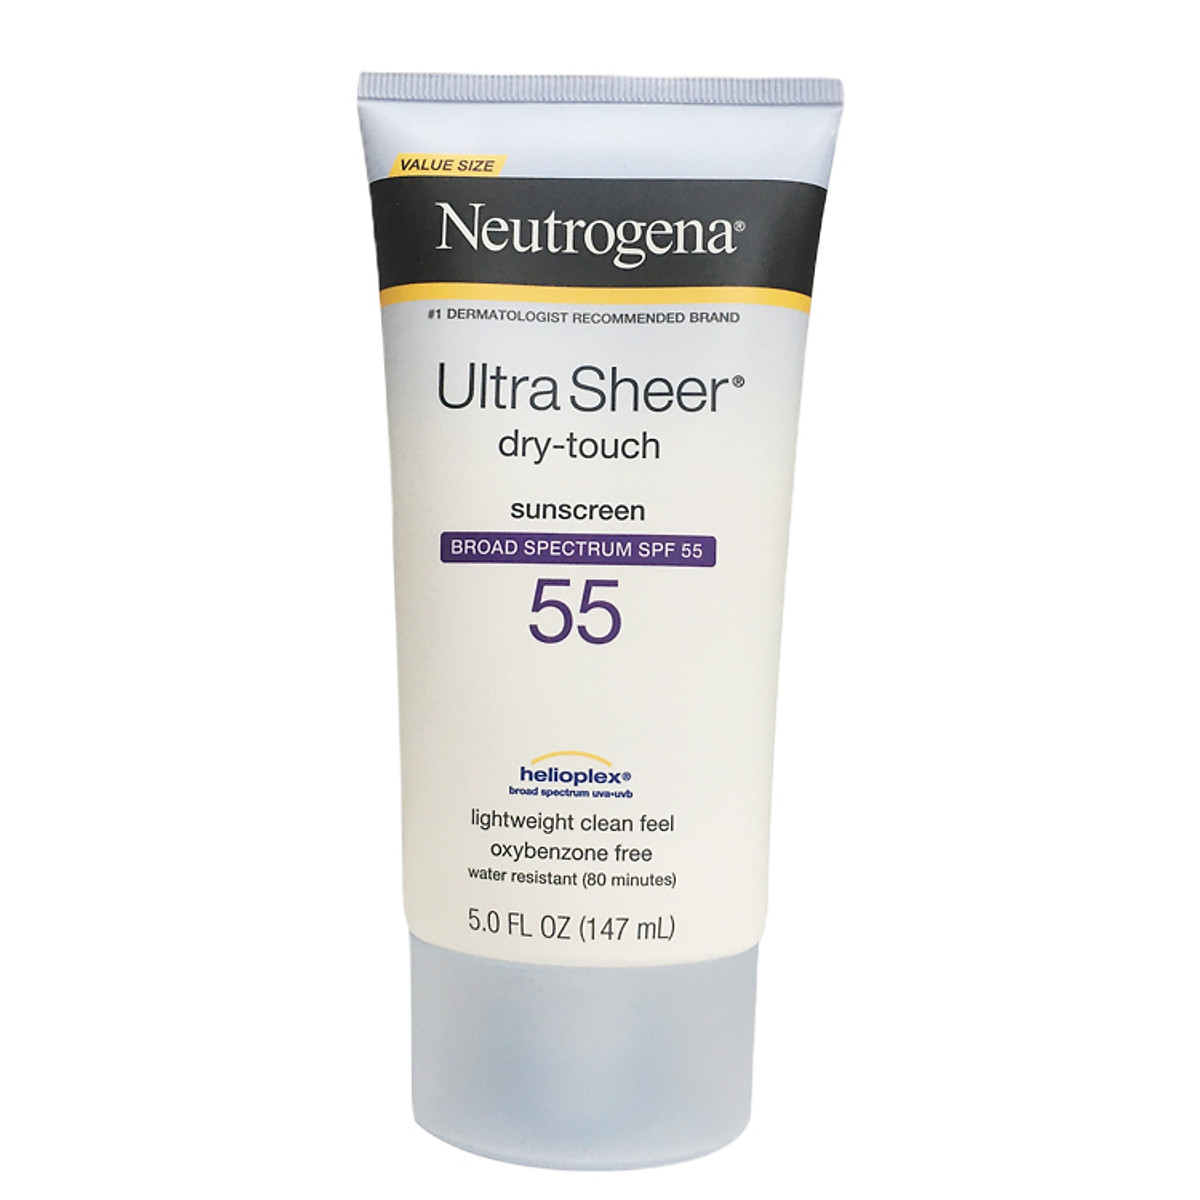 VALUE SIZE
Neutrogena®
#1 DERMATOLOGIST RECOMMENDED BRAND
Ultra Sheer®
dry-touch
sunscreen
BROAD SPECTRUM SPF 55
55
helioplex®
broad spectrum uva•uvb
lightweight clean feel
oxybenzone free
water resistant (80 minutes)
5.0 FL OZ (147 mL)